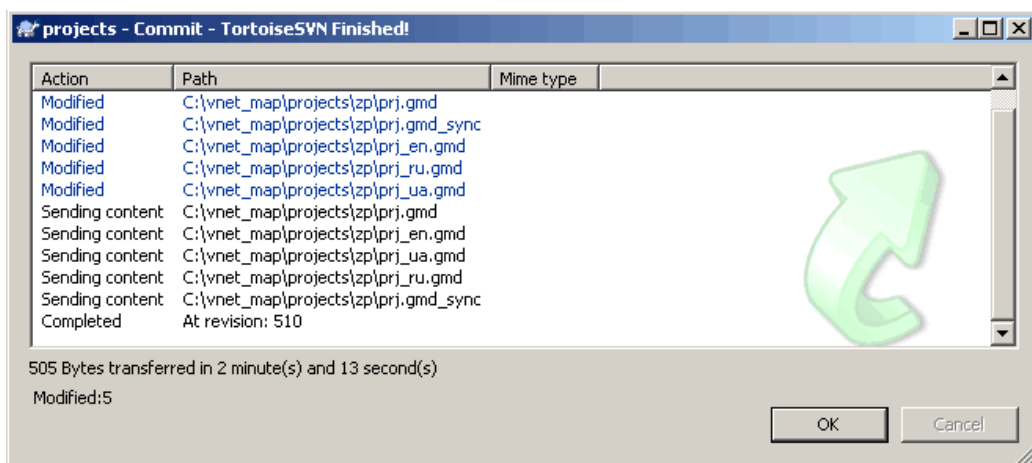 projects - Commit - TortoiseSVN Finished!
Action Path Mime type
Modified C:\vnet_map\projects\zp\prj.gmd
Modified C:\vnet_map\projects\zp\prj.gmd_sync
Modified C:\vnet_map\projects\zp\prj_en.gmd
Modified C:\vnet_map\projects\zp\prj_ru.gmd
Modified C:\vnet_map\projects\zp\prj_ua.gmd
Sending content C:\vnet_map\projects\zp\prj.gmd
Sending content C:\vnet_map\projects\zp\prj_en.gmd
Sending content C:\vnet_map\projects\zp\prj_ua.gmd
Sending content C:\vnet_map\projects\zp\prj_ru.gmd
Sending content C:\vnet_map\projects\zp\prj.gmd_sync
Completed At revision: 510
505 Bytes transferred in 2 minute(s) and 13 second(s)
Modified:5
OK Cancel